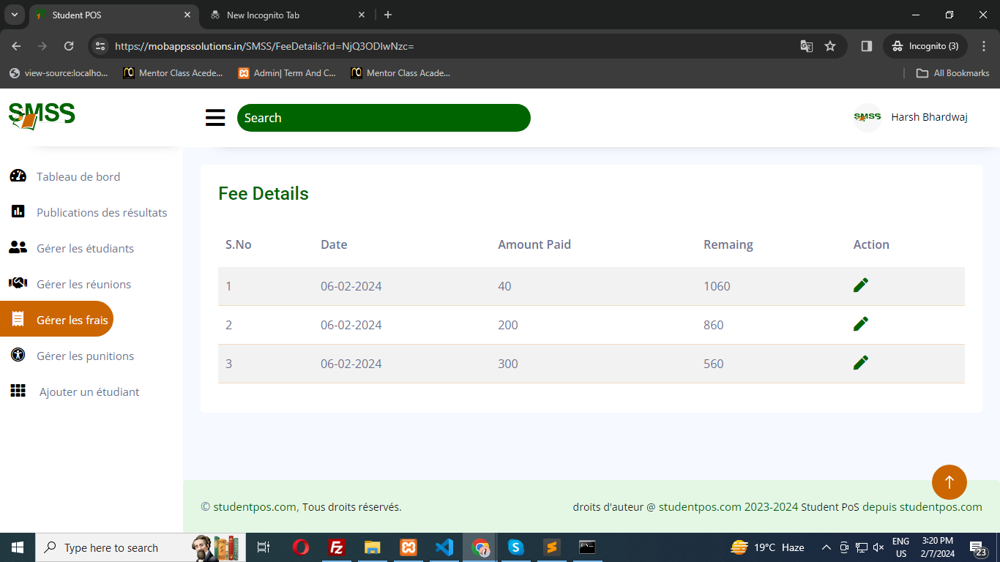 Student POS
New Incognito Tab
https://mobappssolutions.in/SMSS/FeeDetails?id=NjQ3ODIwNzc=
Incognito (3)
view-source:localho...
Mentor Class Acede...
Admin| Term And C...
Mentor Class Acade...
All Bookmarks
SMSS
Search
SMSS
Harsh Bhardwaj
Tableau de bord
Publications des résultats
Gérer les étudiants
Gérer les réunions
Gérer les frais
Gérer les punitions
Ajouter un étudiant
Fee Details
S.No Date Amount Paid Remaing Action
1 06-02-2024 40 1060
2 06-02-2024 200 860
3 06-02-2024 300 560
© studentpos.com, Tous droits réservés.
droits d'auteur @ studentpos.com 2023-2024 Student PoS depuis studentpos.com
Type here to search
19°C Haze
ENG
US
3:20 PM
2/7/2024
23